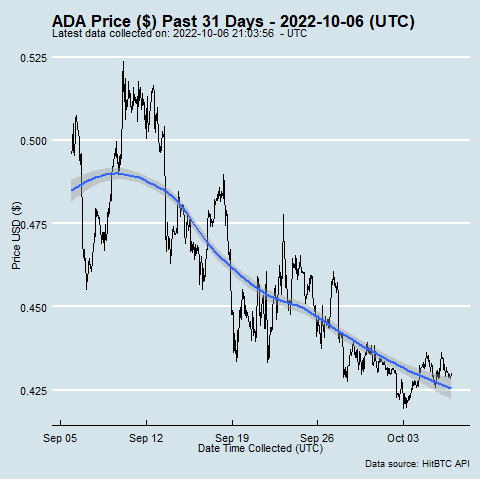 ADA Price ($) Past 31 Days - 2022-10-06 (UTC)
Latest data collected on: 2022-10-06 21:03:56 - UTC
0.525
0.500
0.475
0.450
0.425
Price USD ($)
Sep 05 Sep 12 Sep 19 Sep 26 Oct 03
Date Time Collected (UTC)
Data source: HitBTC API